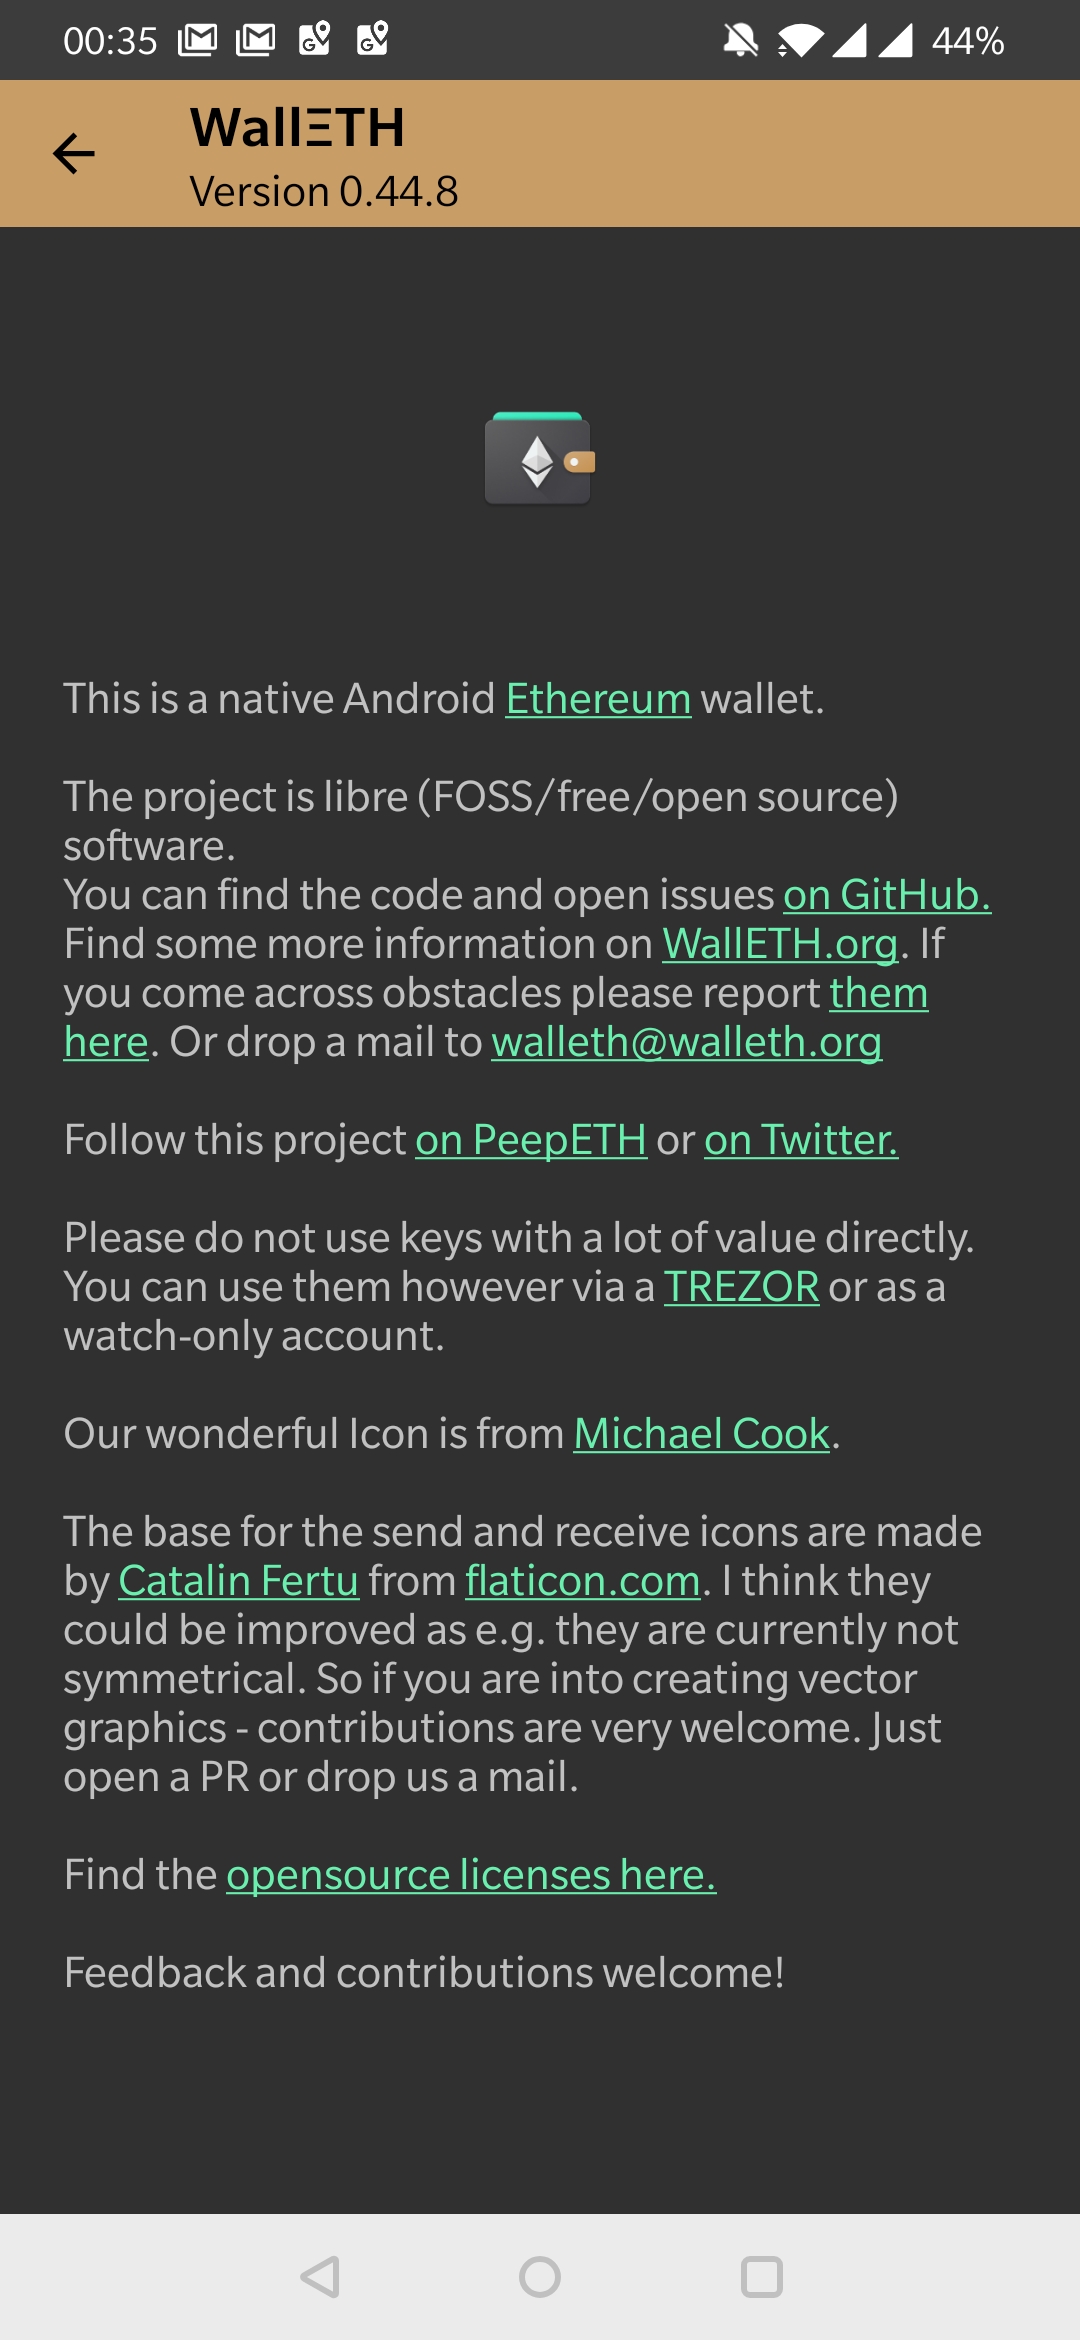 00:35
44%
WallΞTH
Version 0.44.8
This is a native Android Ethereum wallet.
The project is libre (FOSS/free/open source)
software.
You can find the code and open issues on GitHub.
Find some more information on WallETH.org. If
you come across obstacles please report them
here. Or drop a mail to walleth@walleth.org
Follow this project on PeepETH or on Twitter.
Please do not use keys with a lot of value directly.
You can use them however via a TREZOR or as a
watch-only account.
Our wonderful Icon is from Michael Cook.
The base for the send and receive icons are made
by Catalin Fertu from flaticon.com. I think they
could be improved as e.g. they are currently not
symmetrical. So if you are into creating vector
graphics - contributions are very welcome. Just
open a PR or drop us a mail.
Find the opensource licenses here.
Feedback and contributions welcome!